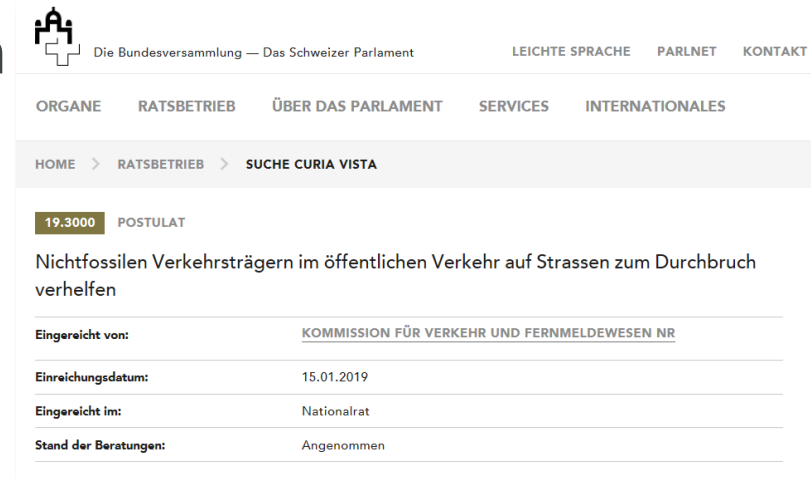 Die Bundesversammlung — Das Schweizer Parlament
LEICHTE SPRACHE PARLNET KONTAKT
ORGANE RATSBETRIEB ÜBER DAS PARLAMENT SERVICES INTERNATIONALES
HOME > RATSBETRIEB > SUCHE CURIA VISTA
19.3000 POSTULAT
Nichtfossilen Verkehrsträgern im öffentlichen Verkehr auf Strassen zum Durchbruch
verhelfen
Eingereicht von: KOMMISSION FÜR VERKEHR UND FERNMELDEWESEN NR
Einreichungsdatum: 15.01.2019
Eingereicht im: Nationalrat
Stand der Beratungen: Angenommen